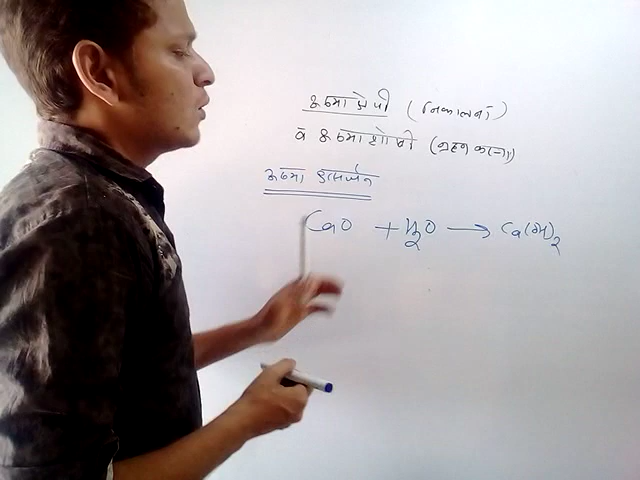 ऊष्मा क्षेपी (निकालना)
व ऊष्मा शोषी (ग्रहण करना)
ऊष्मा उत्सर्जन
CaO + H2O → Ca(OH)2